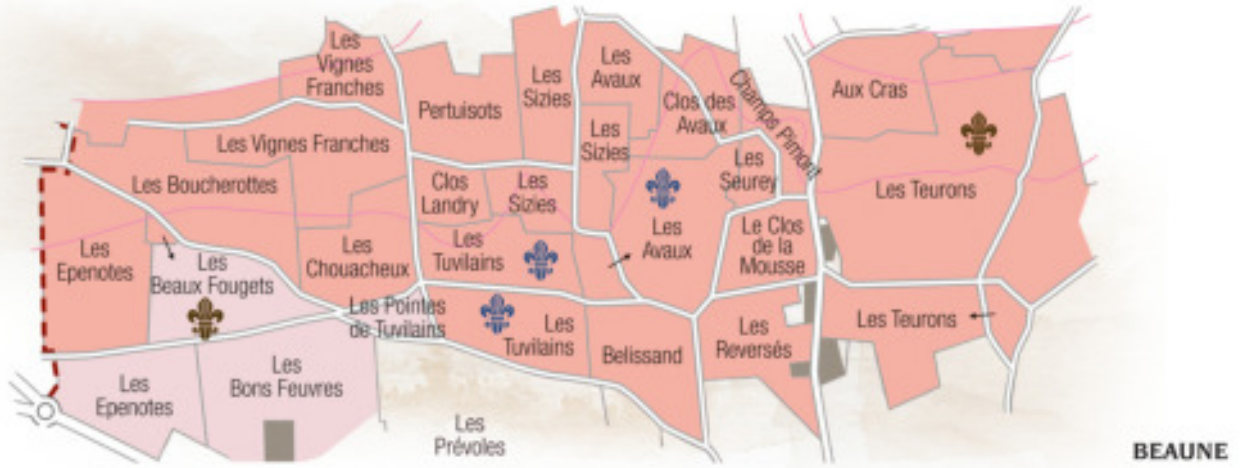 Les
Vignes
Franches
Pertuisots
Les
Sizies
Les
Avaux
Clos des
Avaux
Champs Pimont
Aux Cras
Les Vignes Franches
Les
Sizies
Les Boucherottes
Clos
Landry
Les
Sizies
Les
Seurey
Les Teurons
Les
Epenotes
Les
Beaux Fougets
Les
Chouacheux
Les
Tuvilains
Les
Avaux
Le Clos
de la
Mousse
Les Pointes
de Tuvilains
Les
Tuvilains
Belissand
Les
Reversés
Les Teurons
Les
Epenotes
Les
Bons Feuvres
Les
Prévoles
BEAUNE